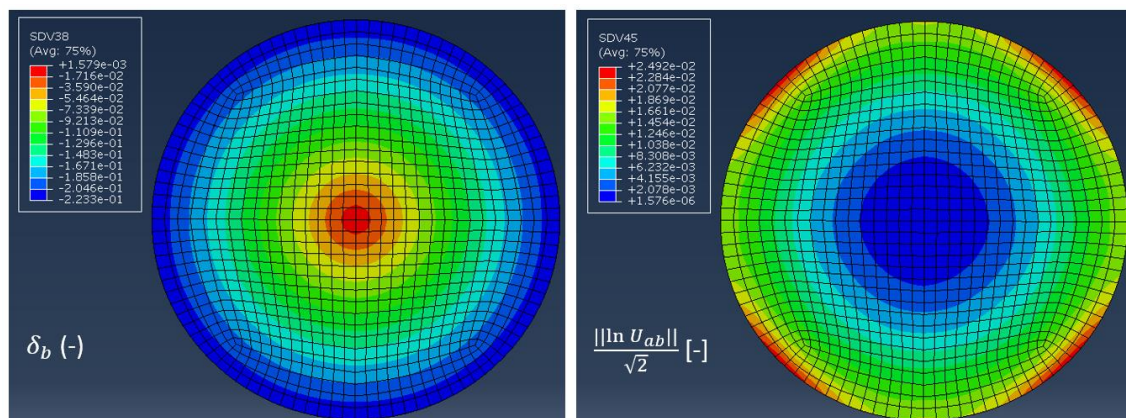 SDV38
(Avg: 75%)
+1.579e-03
-1.716e-02
-3.590e-02
-5.464e-02
-7.339e-02
-9.213e-02
-1.109e-01
-1.296e-01
-1.483e-01
-1.671e-01
-1.858e-01
-2.046e-01
-2.233e-01
δ_b (-)
SDV45
(Avg: 75%)
+2.492e-02
+2.284e-02
+2.077e-02
+1.869e-02
+1.661e-02
+1.454e-02
+1.246e-02
+1.038e-02
+8.308e-03
+6.232e-03
+4.155e-03
+2.078e-03
+1.576e-06
||ln U_ab||
√2
[-]